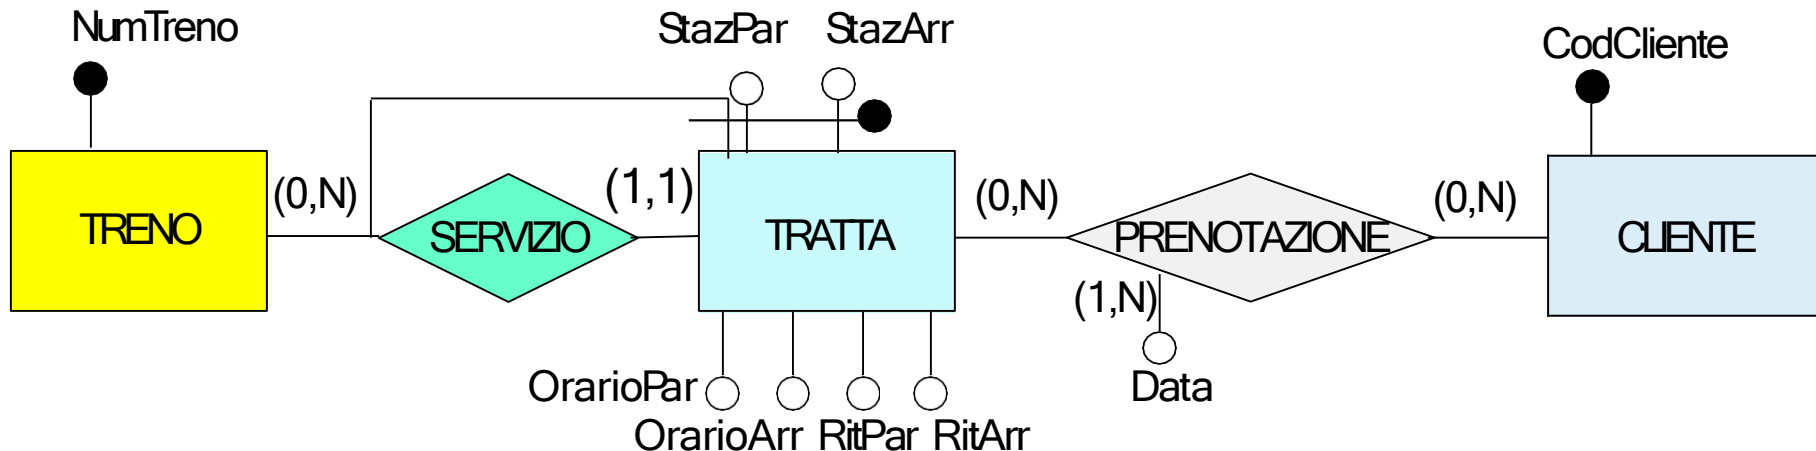 NumTreno
StazPar
StazArr
CodCliente
TRENO
(0,N)
SERVIZIO
(1,1)
TRATTA
(0,N)
PRENOTAZIONE
(0,N)
CLIENTE
(1,N)
OrarioPar
Data
OrarioArr
RitPar
RitArr